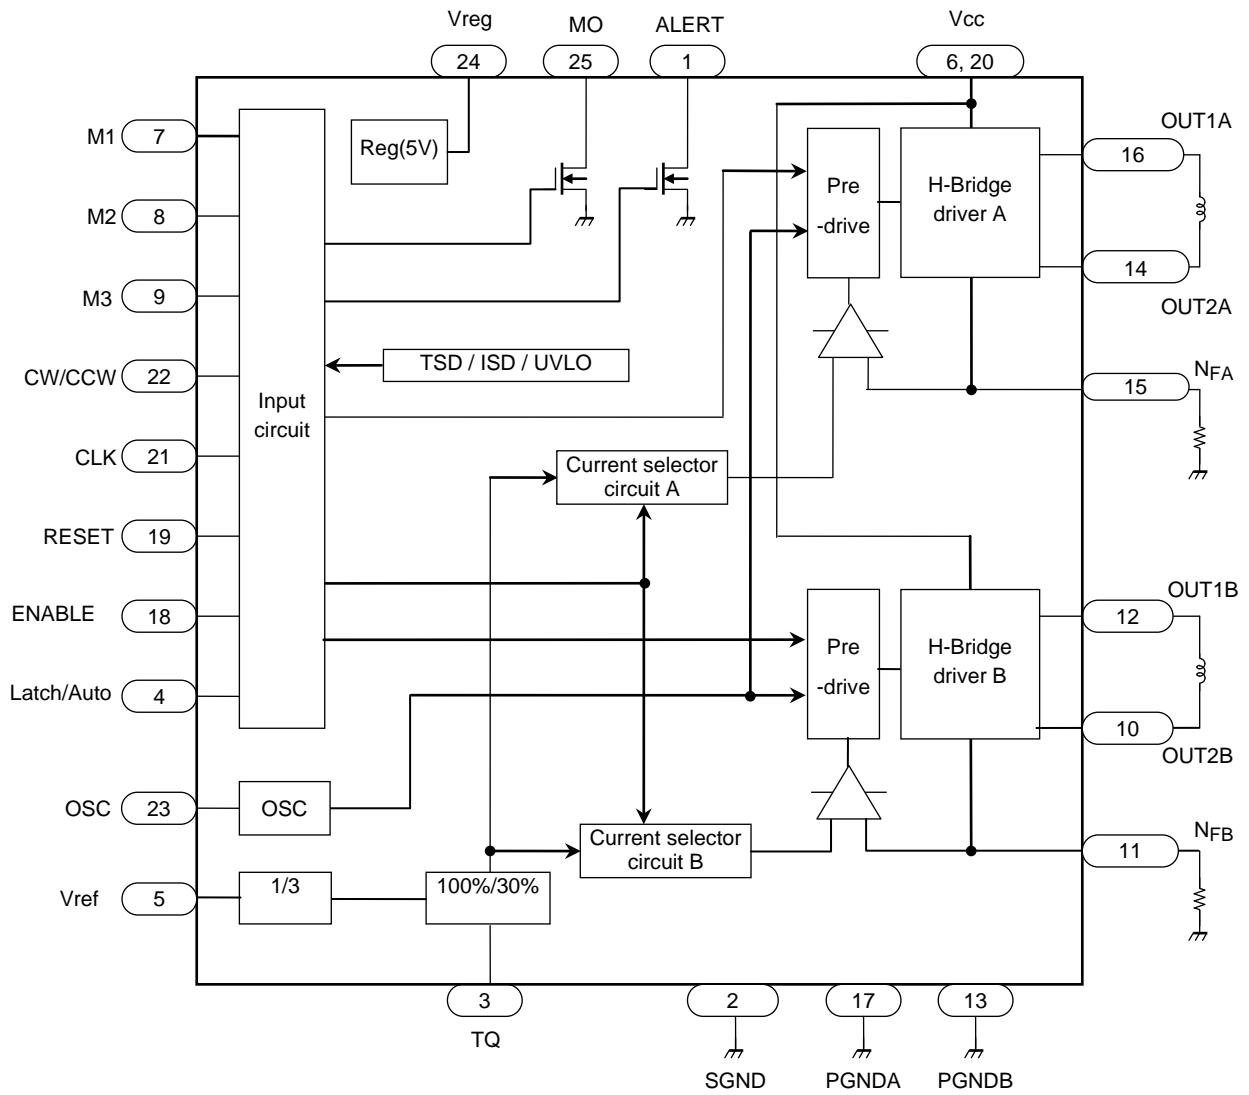 Vreg
MO
ALERT
Vcc
24
25
1
6, 20
M1
7
Reg(5V)
OUT1A
16
M2
8
Pre
-drive
H-Bridge
driver A
14
OUT2A
M3
9
TSD / ISD / UVLO
CW/CCW
22
NFA
15
Input
circuit
CLK
21
Current selector
circuit A
RESET
19
ENABLE
18
OUT1B
12
Pre
-drive
H-Bridge
driver B
Latch/Auto
4
10
OUT2B
OSC
23
OSC
Current selector
circuit B
NFB
11
Vref
5
1/3
100%/30%
3
2
17
13
TQ
SGND
PGNDA
PGNDB